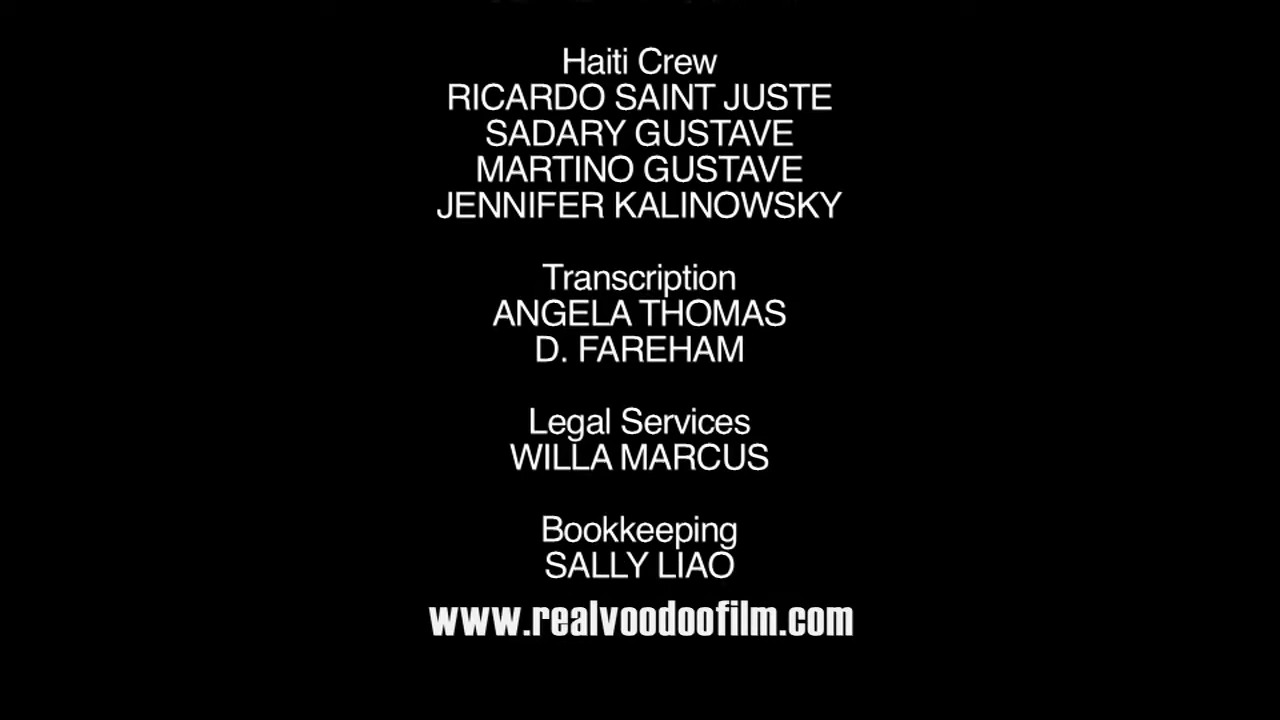 Haiti Crew
RICARDO SAINT JUSTE
SADARY GUSTAVE
MARTINO GUSTAVE
JENNIFER KALINOWSKY
Transcription
ANGELA THOMAS
D. FAREHAM
Legal Services
WILLA MARCUS
Bookkeeping
SALLY LIAO
www.realvoodoofilm.com